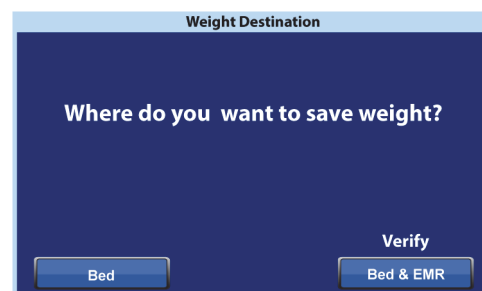 Weight Destination
Where do you want to save weight?
Verify
Bed
Bed & EMR